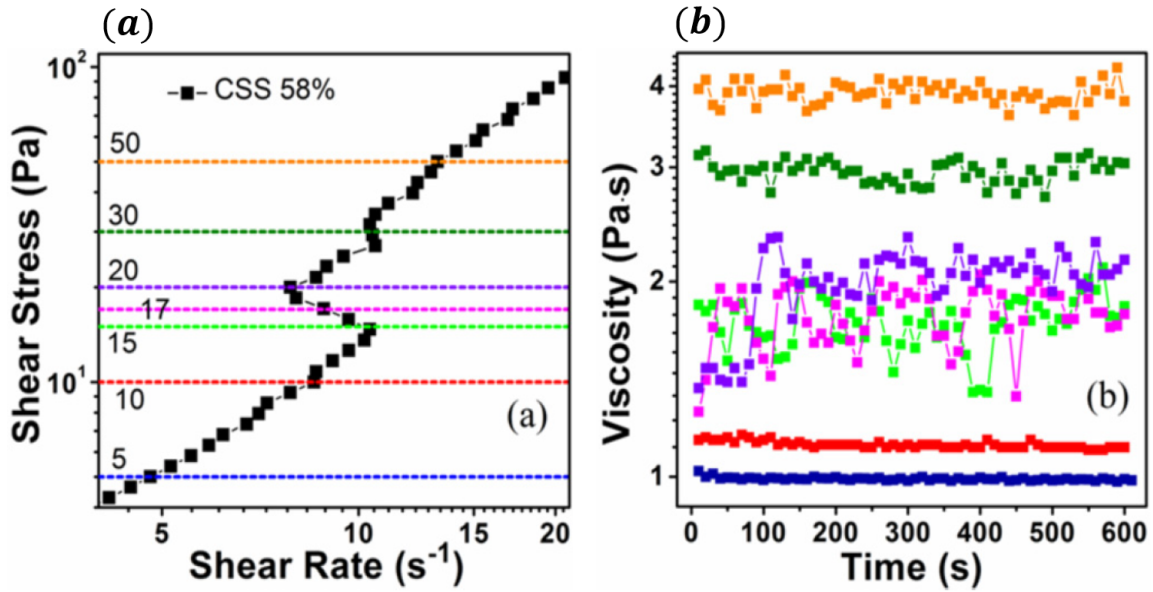 (a)
(b)
10²
CSS 58%
50
30
20
17
15
10¹
10
5
(a)
Shear Stress (Pa)
5 10 15 20
Shear Rate (s⁻¹)
4
3
2
1
(b)
Viscosity (Pa·s)
0 100 200 300 400 500 600
Time (s)